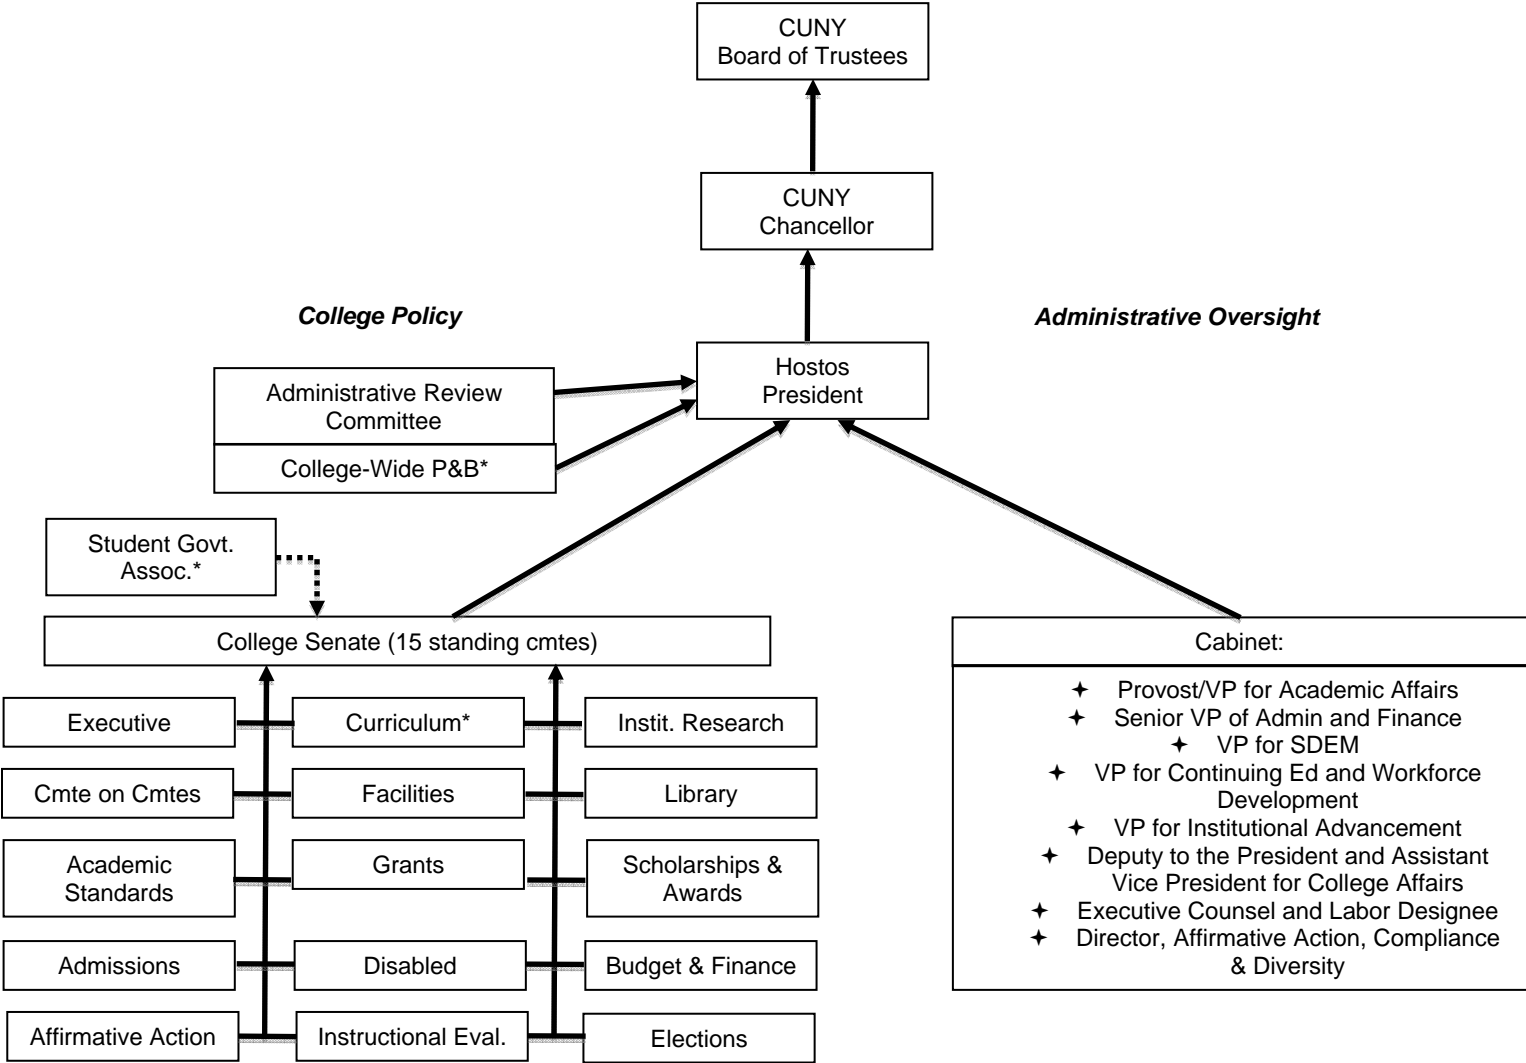 CUNY
Board of Trustees
CUNY
Chancellor
College Policy
Administrative Oversight
Hostos
President
Administrative Review
Committee
College-Wide P&B*
Student Govt.
Assoc.*
College Senate (15 standing cmtes)
Executive
Curriculum*
Instit. Research
Cmte on Cmtes
Facilities
Library
Academic
Standards
Grants
Scholarships &
Awards
Admissions
Disabled
Budget & Finance
Affirmative Action
Instructional Eval.
Elections
Cabinet:
Provost/VP for Academic Affairs
Senior VP of Admin and Finance
VP for SDEM
VP for Continuing Ed and Workforce
Development
VP for Institutional Advancement
Deputy to the President and Assistant
Vice President for College Affairs
Executive Counsel and Labor Designee
Director, Affirmative Action, Compliance
& Diversity